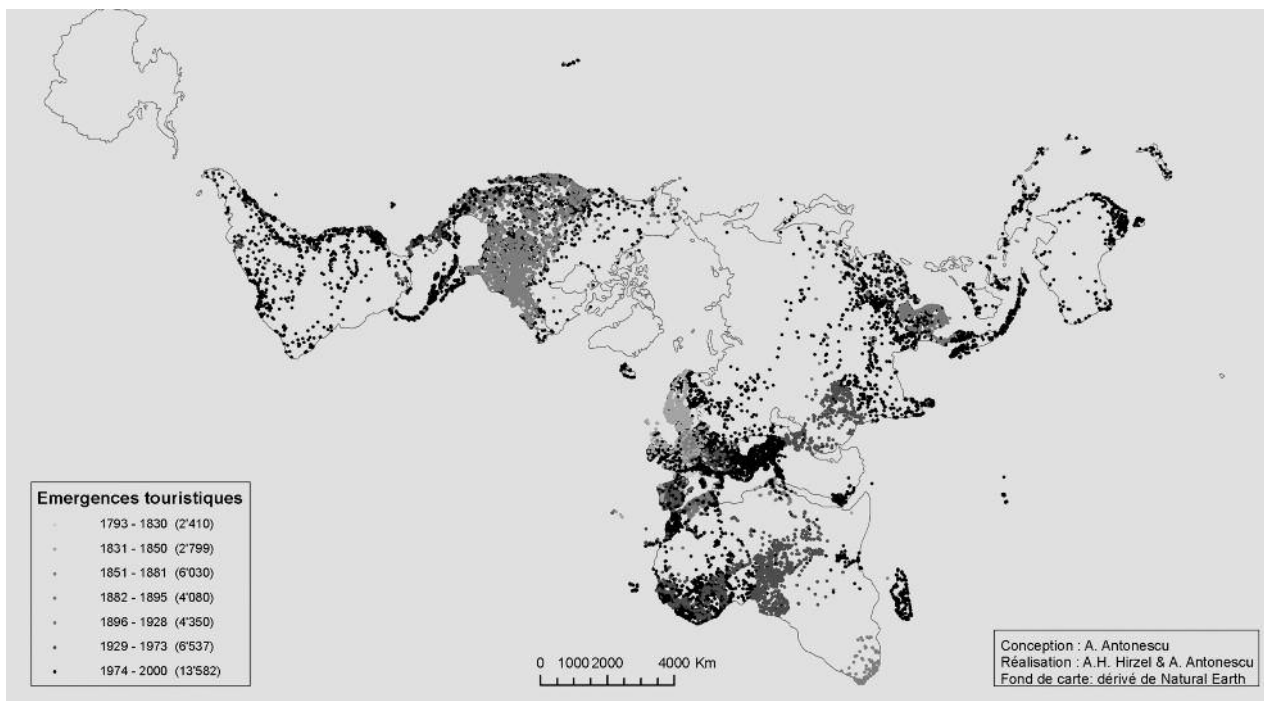 Emergences touristiques
1793 - 1830 (2'410)
1831 - 1850 (2'799)
1851 - 1881 (6'030)
1882 - 1895 (4'080)
1896 - 1928 (4'350)
1929 - 1973 (6'537)
1974 - 2000 (13'582)
0 1000 2000 4000 Km
Conception : A. Antonescu
Réalisation : A.H. Hirzel & A. Antonescu
Fond de carte: dérivé de Natural Earth